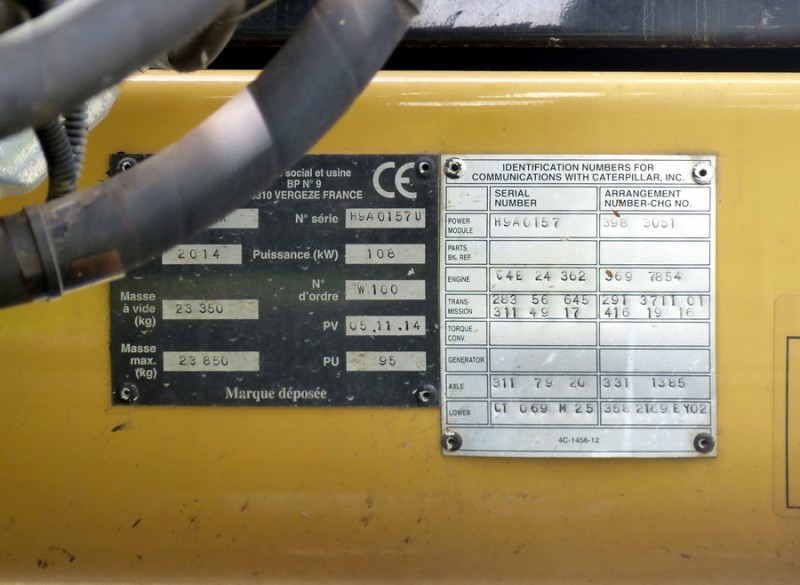 social et usine
BP N° 9
310 VERGEZE FRANCE
CE
N° série H9A0157U
2014 Puissance (kW) 108
N° d'ordre W 100
Masse à vide (kg) 23 350
PV 05.11.14
Masse max. (kg) 23 850
PU 95
Marque déposée
IDENTIFICATION NUMBERS FOR
COMMUNICATIONS WITH CATERPILLAR, INC.
SERIAL NUMBER ARRANGEMENT NUMBER-CHG NO.
POWER MODULE H9A0157 398 3051
PARTS BK. REF.
ENGINE C4E 24 362 369 7854
TRANS- MISSION 283 56 645 291 3711 01
311 49 17 416 19 16
TORQUE CONV.
GENERATOR
AXLE 311 79 20 331 1385
LOWER CT 069 M 25 358 2169 EY02
4C-1456-12